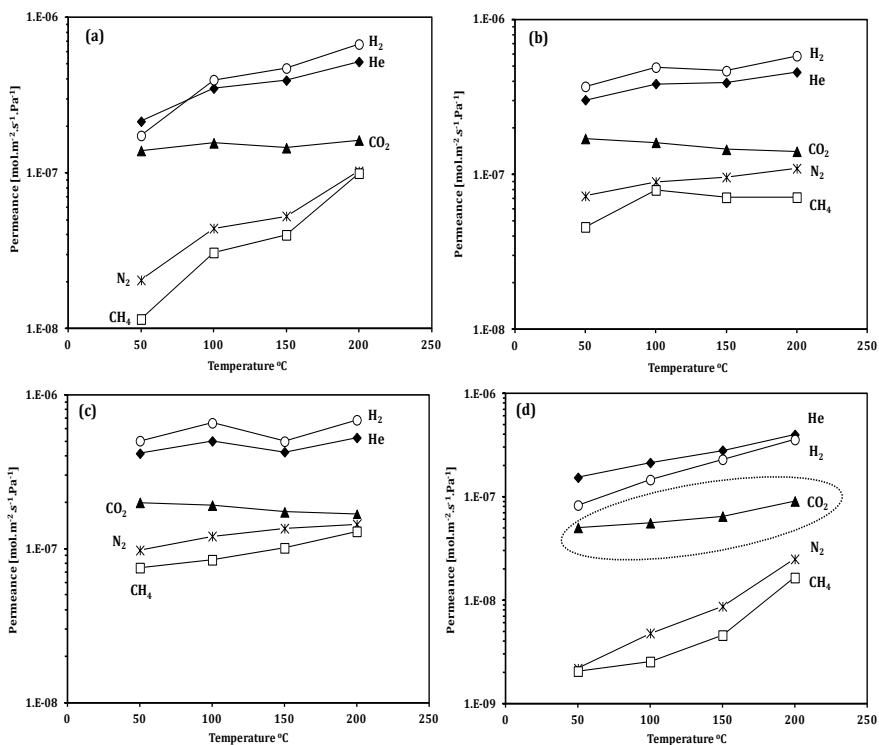 (a)
1.E-06
1.E-07
1.E-08
Permeance [mol.m⁻².s⁻¹.Pa⁻¹]
H₂
He
CO₂
N₂
CH₄
0 50 100 150 200 250
Temperature ºC
(b)
1.E-06
1.E-07
1.E-08
Permeance [mol.m⁻².s⁻¹.Pa⁻¹]
H₂
He
CO₂
N₂
CH₄
0 50 100 150 200 250
Temperature ºC
(c)
1.E-06
1.E-07
1.E-08
Permeance [mol.m⁻².s⁻¹.Pa⁻¹]
H₂
He
CO₂
N₂
CH₄
0 50 100 150 200 250
Temperature ºC
(d)
1.E-06
1.E-07
1.E-08
1.E-09
Permeance [mol.m⁻².s⁻¹.Pa⁻¹]
He
H₂
CO₂
N₂
CH₄
0 50 100 150 200 250
Temperature ºC